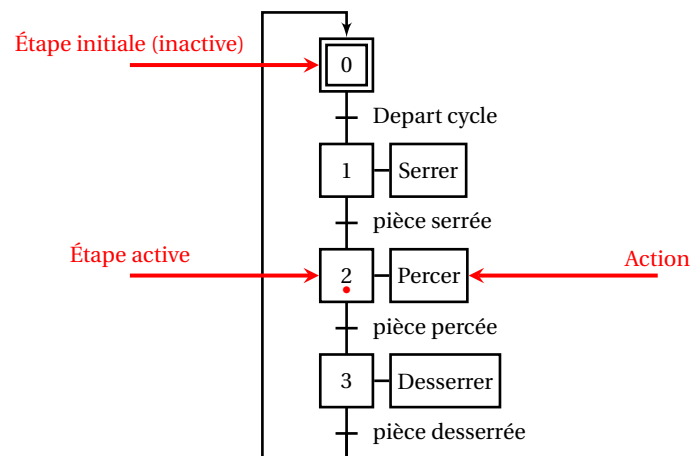 Étape initiale (inactive)
0
Depart cycle
1
Serrer
pièce serrée
Étape active
2
Percer
Action
pièce percée
3
Desserrer
pièce desserrée